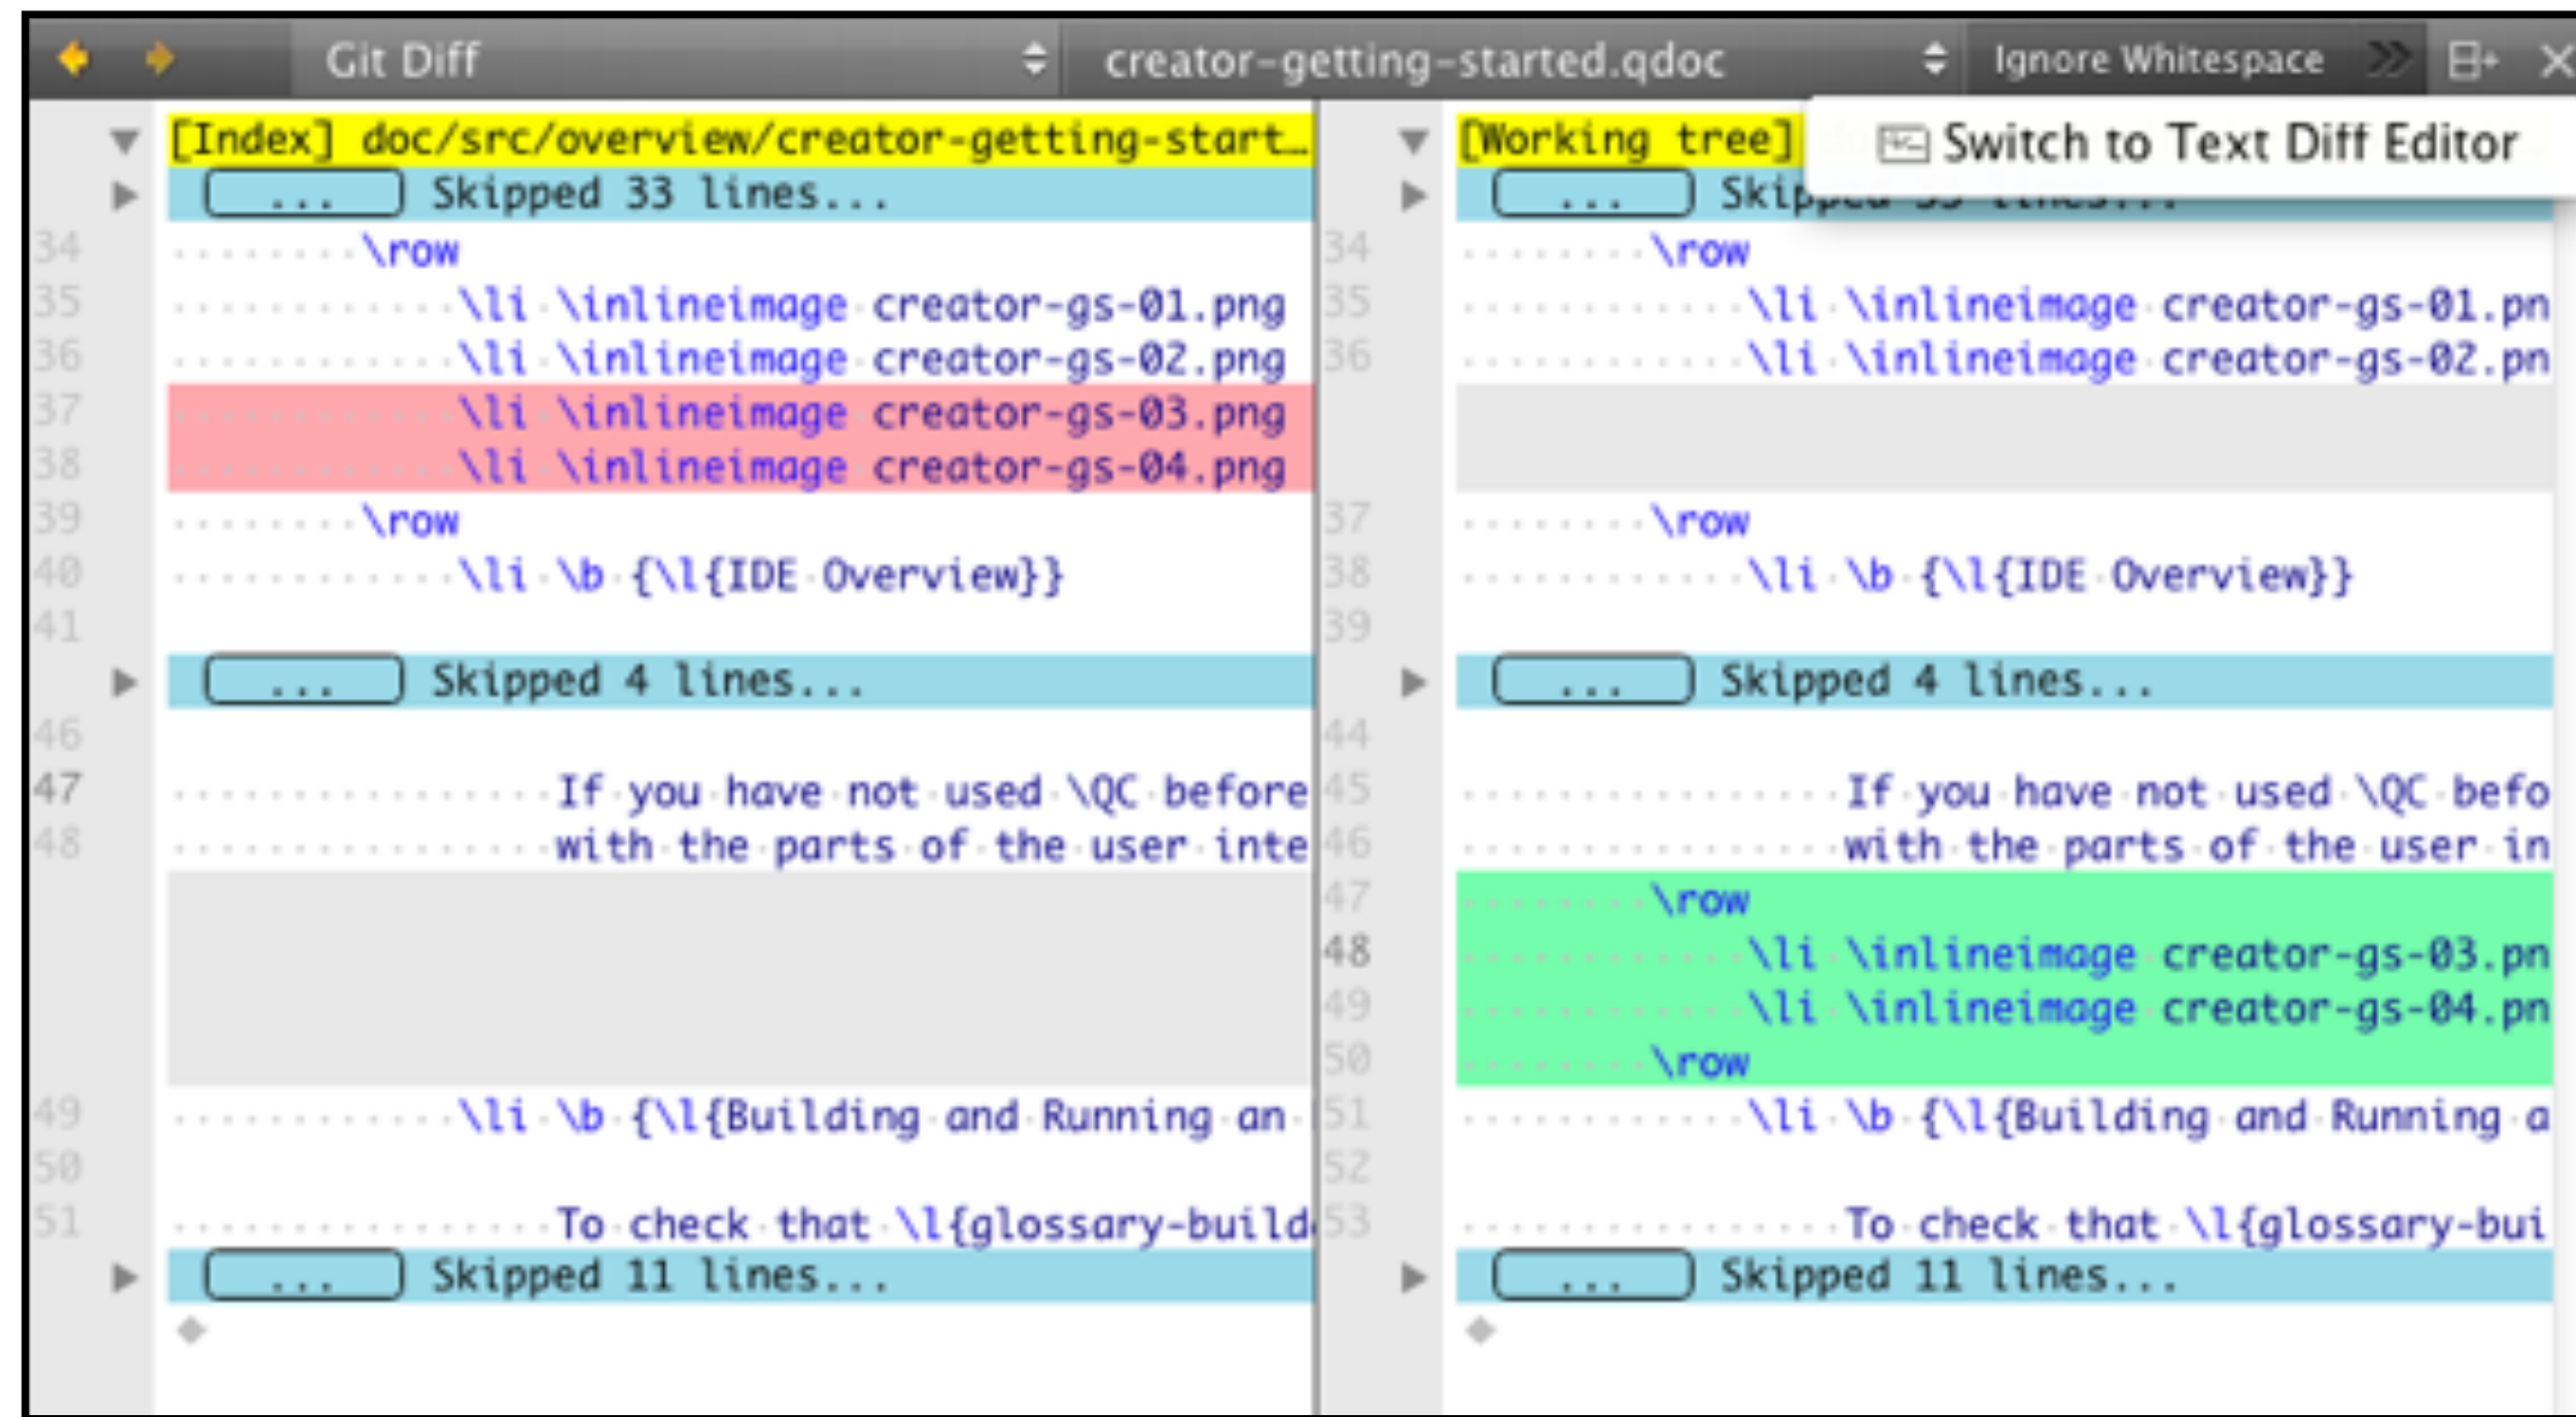 Git Diff creator-getting-started.qdoc Ignore Whitespace
Switch to Text Diff Editor
[Index] doc/src/overview/creator-getting-start…
... Skipped 33 lines...
34 \row
35 \li \inlineimage creator-gs-01.png
36 \li \inlineimage creator-gs-02.png
37 \li \inlineimage creator-gs-03.png
38 \li \inlineimage creator-gs-04.png
39 \row
40 \li \b {\l{IDE Overview}}
41
... Skipped 4 lines...
46
47 If you have not used \QC before
48 with the parts of the user inte
49 \li \b {\l{Building and Running an
50
51 To check that \l{glossary-build
... Skipped 11 lines...
[Working tree]
... Skipped 33 lines...
34 \row
35 \li \inlineimage creator-gs-01.pn
36 \li \inlineimage creator-gs-02.pn
37 \row
38 \li \b {\l{IDE Overview}}
39
... Skipped 4 lines...
44
45 If you have not used \QC befo
46 with the parts of the user in
47 \row
48 \li \inlineimage creator-gs-03.pn
49 \li \inlineimage creator-gs-04.pn
50 \row
51 \li \b {\l{Building and Running a
52
53 To check that \l{glossary-bui
... Skipped 11 lines...